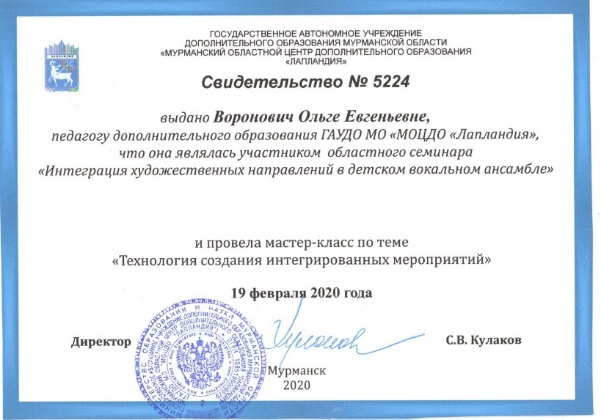 ГОСУДАРСТВЕННОЕ АВТОНОМНОЕ УЧРЕЖДЕНИЕ
ДОПОЛНИТЕЛЬНОГО ОБРАЗОВАНИЯ МУРМАНСКОЙ ОБЛАСТИ
«МУРМАНСКИЙ ОБЛАСТНОЙ ЦЕНТР ДОПОЛНИТЕЛЬНОГО ОБРАЗОВАНИЯ
«ЛАПЛАНДИЯ»
Свидетельство № 5224
выдано Воронович Ольге Евгеньевне,
педагогу дополнительного образования ГАУДО МО «МОЦДО «Лапландия»,
что она являлась участником областного семинара
«Интеграция художественных направлений в детском вокальном ансамбле»
и провела мастер-класс по теме
«Технология создания интегрированных мероприятий»
19 февраля 2020 года
Директор
С.В. Кулаков
Мурманск
2020